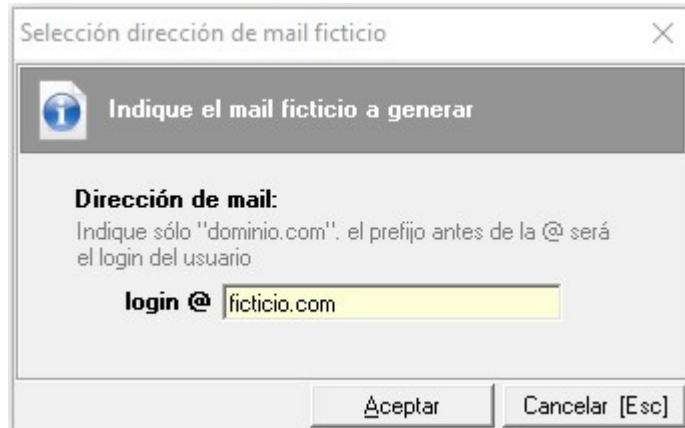 Selección dirección de mail ficticio
Indique el mail ficticio a generar
Dirección de mail:
Indique sólo "dominio.com". el prefijo antes de la @ será
el login del usuario
login @ ficticio.com
Aceptar Cancelar [Esc]